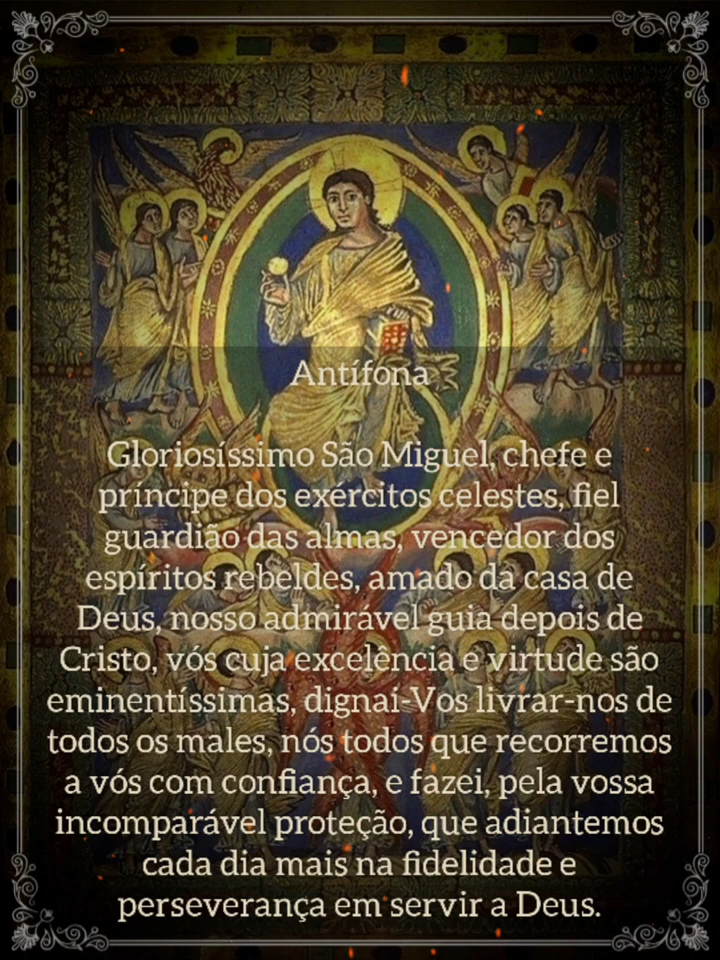 Antífona
Gloriosíssimo São Miguel, chefe e
príncipe dos exércitos celestes, fiel
guardião das almas, vencedor dos
espíritos rebeldes, amado da casa de
Deus, nosso admirável guia depois de
Cristo, vós cuja excelência e virtude são
eminentíssimas, dignaí-Vos livrar-nos de
todos os males, nós todos que recorremos
a vós com confiança, e fazei, pela vossa
incomparável proteção, que adiantemos
cada dia mais na fidelidade e
perseverança em servir a Deus.